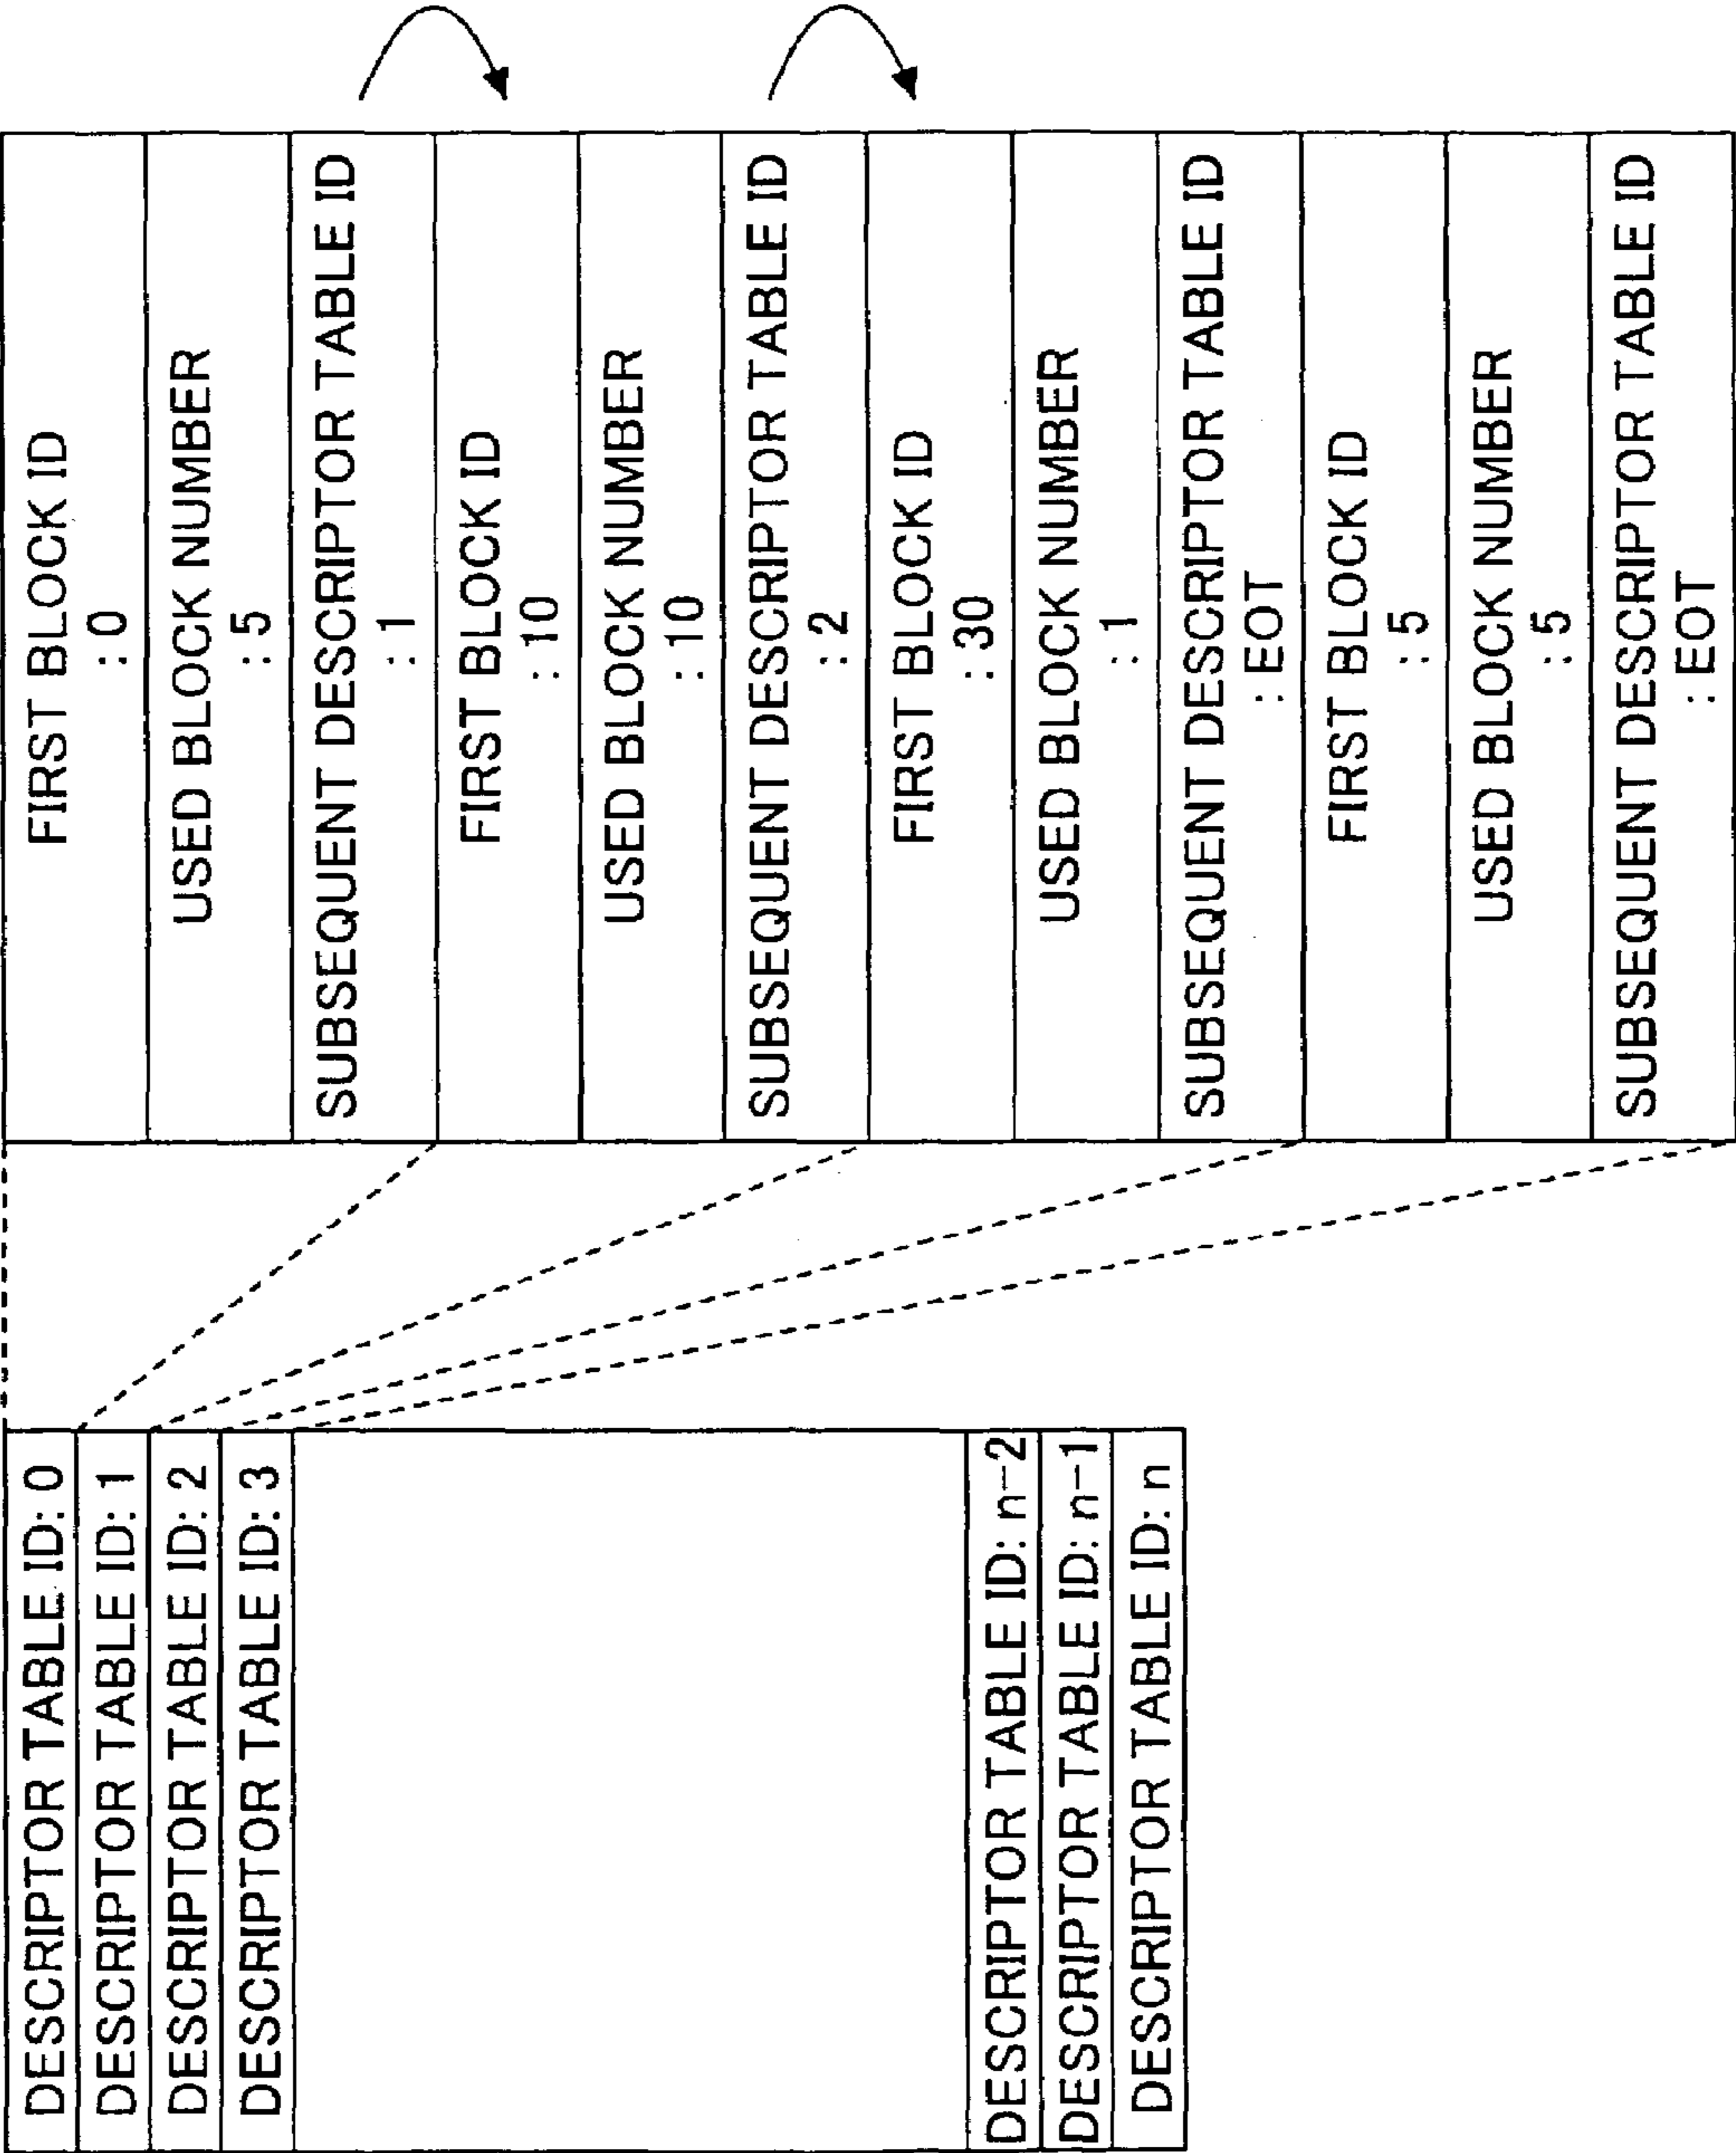 DESCRIPTOR TABLE ID: 0
DESCRIPTOR TABLE ID: 1
DESCRIPTOR TABLE ID: 2
DESCRIPTOR TABLE ID: 3
DESCRIPTOR TABLE ID: n-2
DESCRIPTOR TABLE ID: n-1
DESCRIPTOR TABLE ID: n
FIRST BLOCK ID
: 0
USED BLOCK NUMBER
: 5
SUBSEQUENT DESCRIPTOR TABLE ID
: 1
FIRST BLOCK ID
: 10
USED BLOCK NUMBER
: 10
SUBSEQUENT DESCRIPTOR TABLE ID
: 2
FIRST BLOCK ID
: 30
USED BLOCK NUMBER
: 1
SUBSEQUENT DESCRIPTOR TABLE ID
: EOT
FIRST BLOCK ID
: 5
USED BLOCK NUMBER
: 5
SUBSEQUENT DESCRIPTOR TABLE ID
: EOT